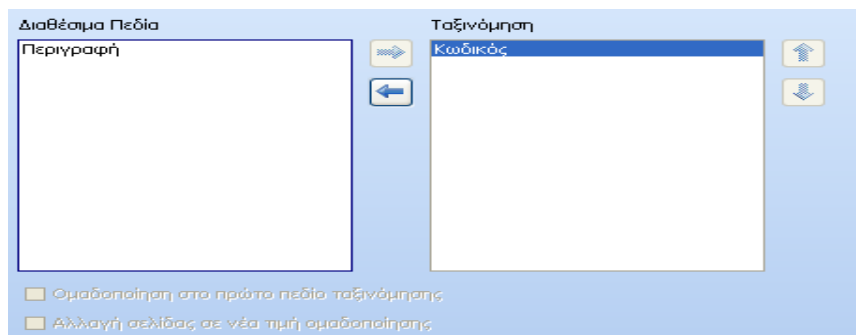 Διαθέσιμα Πεδία
Ταξινόμηση
Περιγραφή
Κωδικός
Ομαδοποίηση στο πρώτο πεδίο ταξινόμησης
Αλλαγή σελίδας σε νέα τιμή ομαδοποίησης